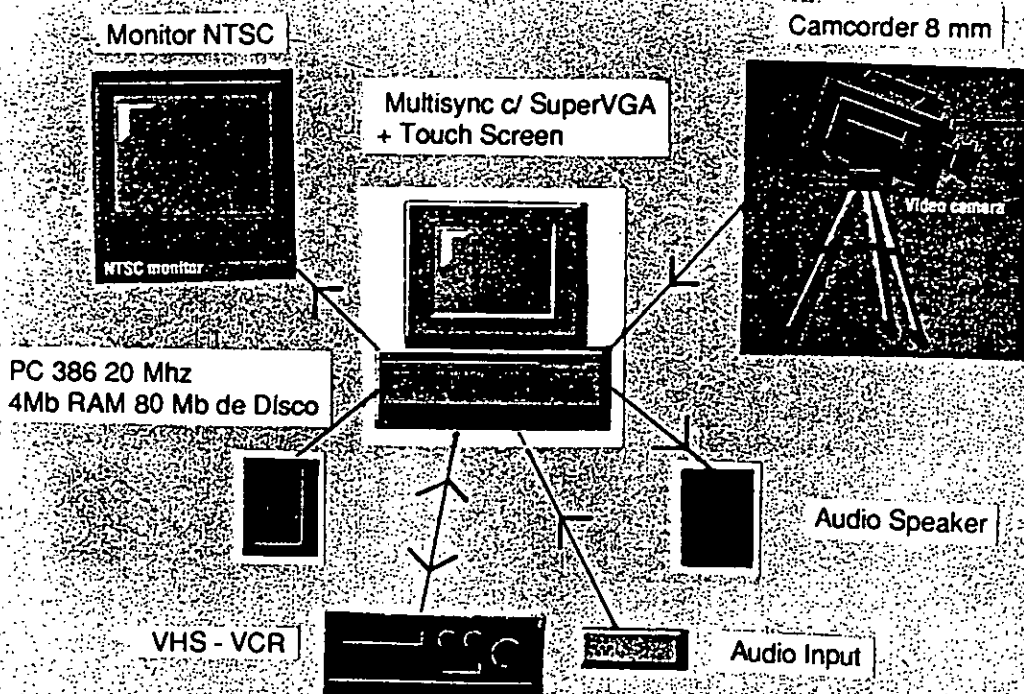 Monitor NTSC
Camcorder 8 mm
Multisync c/ SuperVGA
+ Touch Screen
Video camera
NTSC monitor
PC 386 20 Mhz
4Mb RAM 80 Mb de Disco
Audio Speaker
VHS - VCR
Audio Input